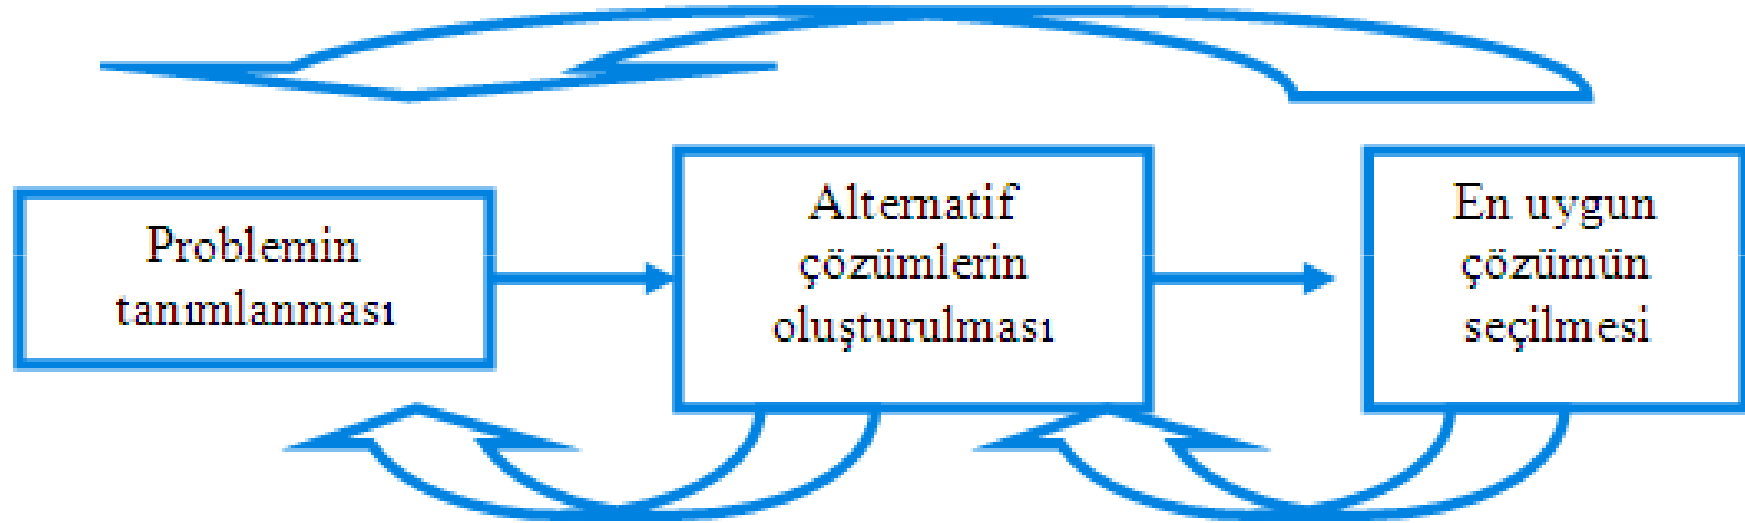 Problemin
tanımlanması
Alternatif
çözümlerin
oluşturulması
En uygun
çözümün
seçilmesi